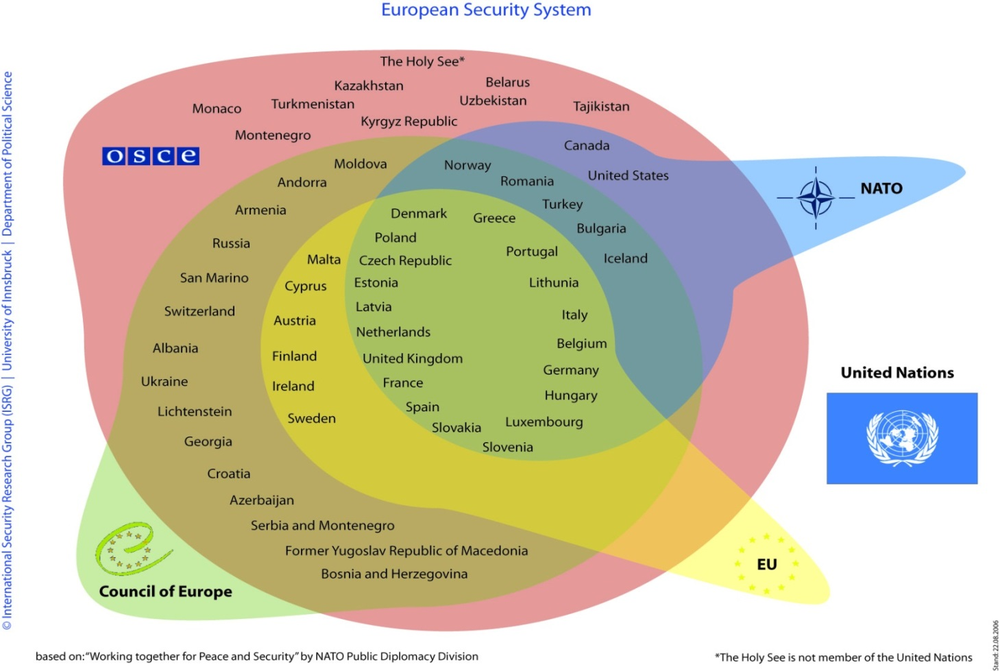 European Security System
© International Security Research Group (ISRG) | University of Innsbruck | Department of Political Science
The Holy See*
Kazakhstan
Belarus
Monaco
Turkmenistan
Uzbekistan
Tajikistan
Kyrgyz Republic
Montenegro
osce
Canada
Moldova
Norway
United States
Andorra
Romania
NATO
Armenia
Turkey
Denmark
Greece
Bulgaria
Russia
Poland
Portugal
Iceland
Malta
Czech Republic
San Marino
Cyprus
Estonia
Lithunia
Switzerland
Latvia
Italy
Austria
Netherlands
Belgium
Albania
Finland
United Kingdom
Germany
United Nations
Ukraine
Ireland
France
Hungary
Lichtenstein
Sweden
Spain
Luxembourg
Slovakia
Georgia
Slovenia
Croatia
Azerbaijan
Serbia and Montenegro
Former Yugoslav Republic of Macedonia
EU
Bosnia and Herzegovina
Council of Europe
based on: “Working together for Peace and Security” by NATO Public Diplomacy Division
*The Holy See is not member of the United Nations
Stand: 22.08.2006